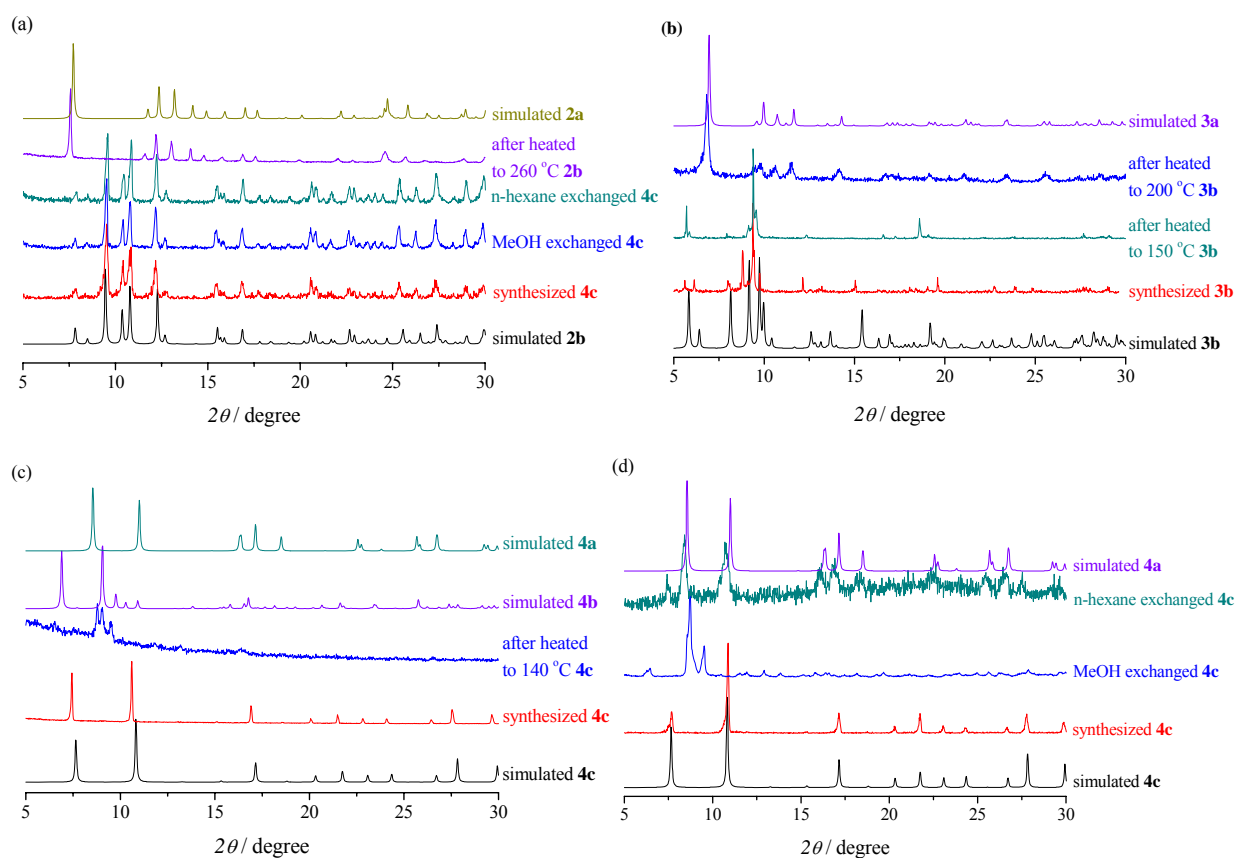 (a)
simulated 2a
after heated
to 260 °C 2b
n-hexane exchanged 4c
MeOH exchanged 4c
synthesized 4c
simulated 2b
5 10 15 20 25 30
2θ / degree
(b)
simulated 3a
after heated
to 200 °C 3b
after heated
to 150 °C 3b
synthesized 3b
simulated 3b
5 10 15 20 25 30
2θ / degree
(c)
simulated 4a
simulated 4b
after heated
to 140 °C 4c
synthesized 4c
simulated 4c
5 10 15 20 25 30
2θ / degree
(d)
simulated 4a
n-hexane exchanged 4c
MeOH exchanged 4c
synthesized 4c
simulated 4c
5 10 15 20 25 30
2θ / degree